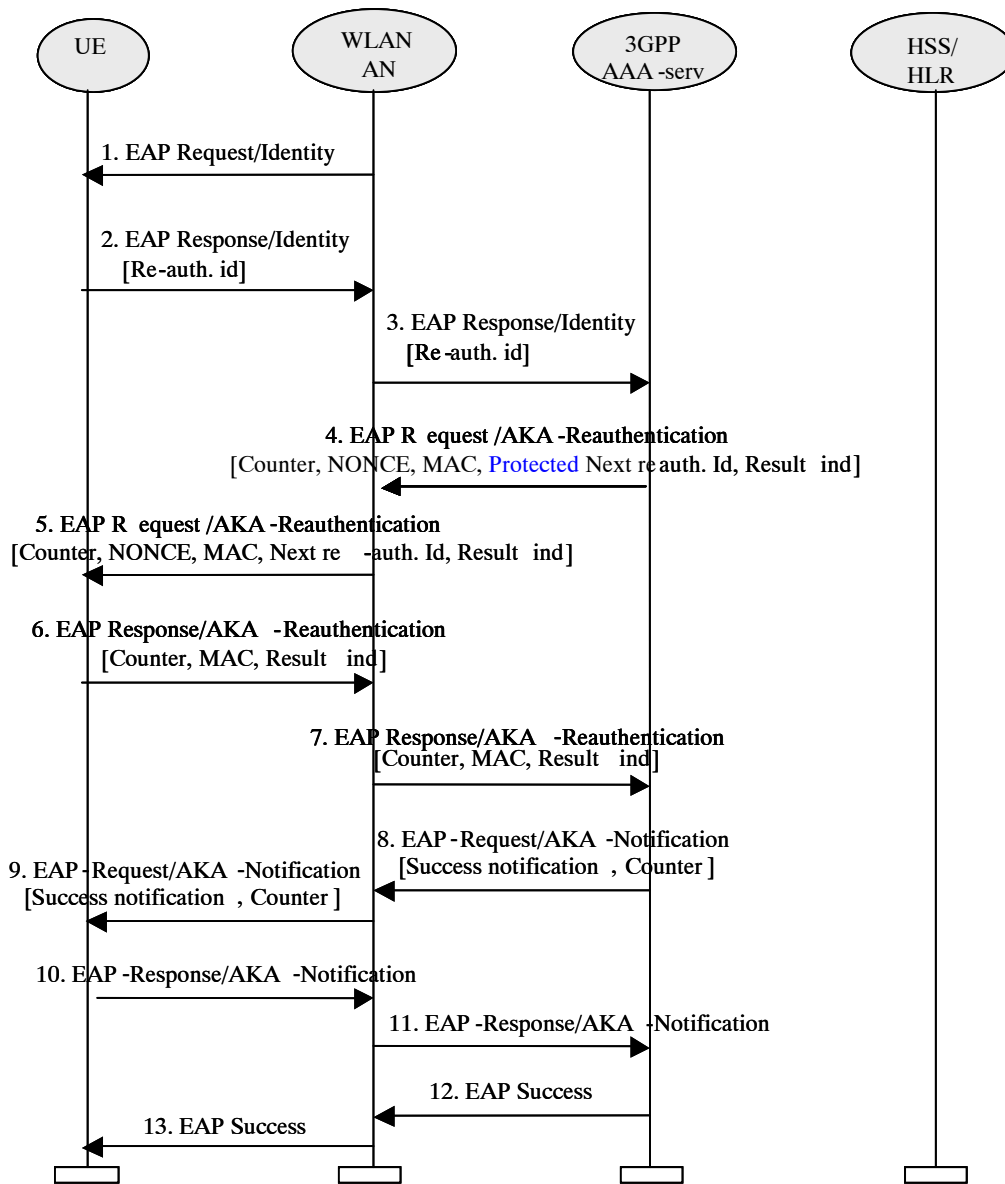 UE
WLAN
AN
3GPP
AAA -serv
HSS/
HLR
1. EAP Request/Identity
2. EAP Response/Identity
[Re-auth. id]
3. EAP Response/Identity
[Re-auth. id]
4. EAP R equest /AKA -Reauthentication
[Counter, NONCE, MAC, Protected Next re auth. Id, Result ind]
5. EAP R equest /AKA -Reauthentication
[Counter, NONCE, MAC, Next re -auth. Id, Result ind]
6. EAP Response/AKA -Reauthentication
[Counter, MAC, Result ind]
7. EAP Response/AKA -Reauthentication
[Counter, MAC, Result ind]
8. EAP -Request/AKA -Notification
[Success notification , Counter ]
9. EAP -Request/AKA -Notification
[Success notification , Counter ]
10. EAP -Response/AKA -Notification
11. EAP -Response/AKA -Notification
12. EAP Success
13. EAP Success